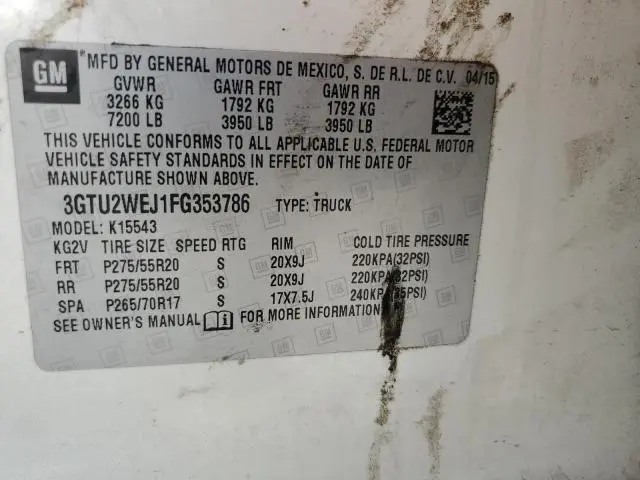 GM
*MFD BY GENERAL MOTORS DE MEXICO, S. DE R.L. DE C.V. 04/15
GVWR GAWR FRT GAWR RR
3266 KG 1792 KG 1792 KG
7200 LB 3950 LB 3950 LB
THIS VEHICLE CONFORMS TO ALL APPLICABLE U.S. FEDERAL MOTOR
VEHICLE SAFETY STANDARDS IN EFFECT ON THE DATE OF
MANUFACTURE SHOWN ABOVE.
3GTU2WEJ1FG353786 TYPE: TRUCK
MODEL: K15543
KG2V TIRE SIZE SPEED RTG RIM COLD TIRE PRESSURE
FRT P275/55R20 S 20X9J 220KPA(32PSI)
RR P275/55R20 S 20X9J 220KPA(32PSI)
SPA P265/70R17 S 17X7.5J 240KPA(35PSI)
SEE OWNER'S MANUAL FOR MORE INFORMATION